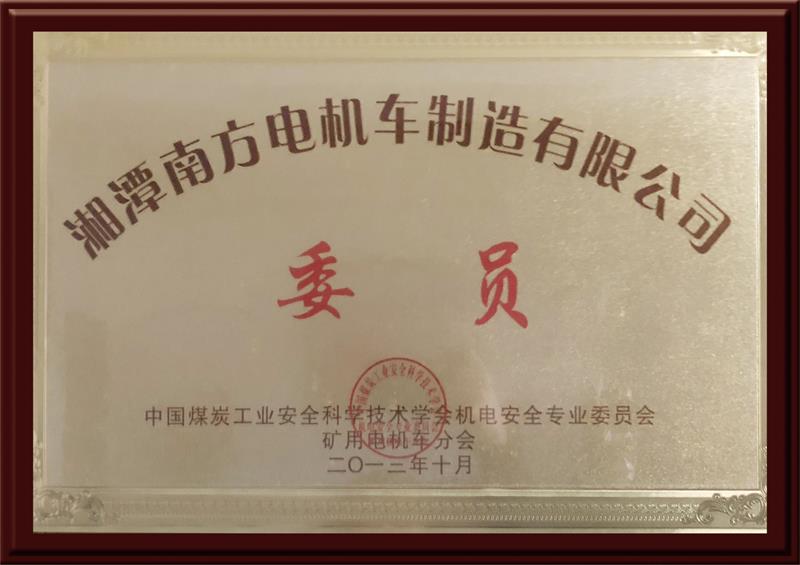 湘潭南方电机车制造有限公司
委 员
中国煤炭工业安全科学技术学会机电安全专业委员会
矿用电机车分会
二〇一三年十月